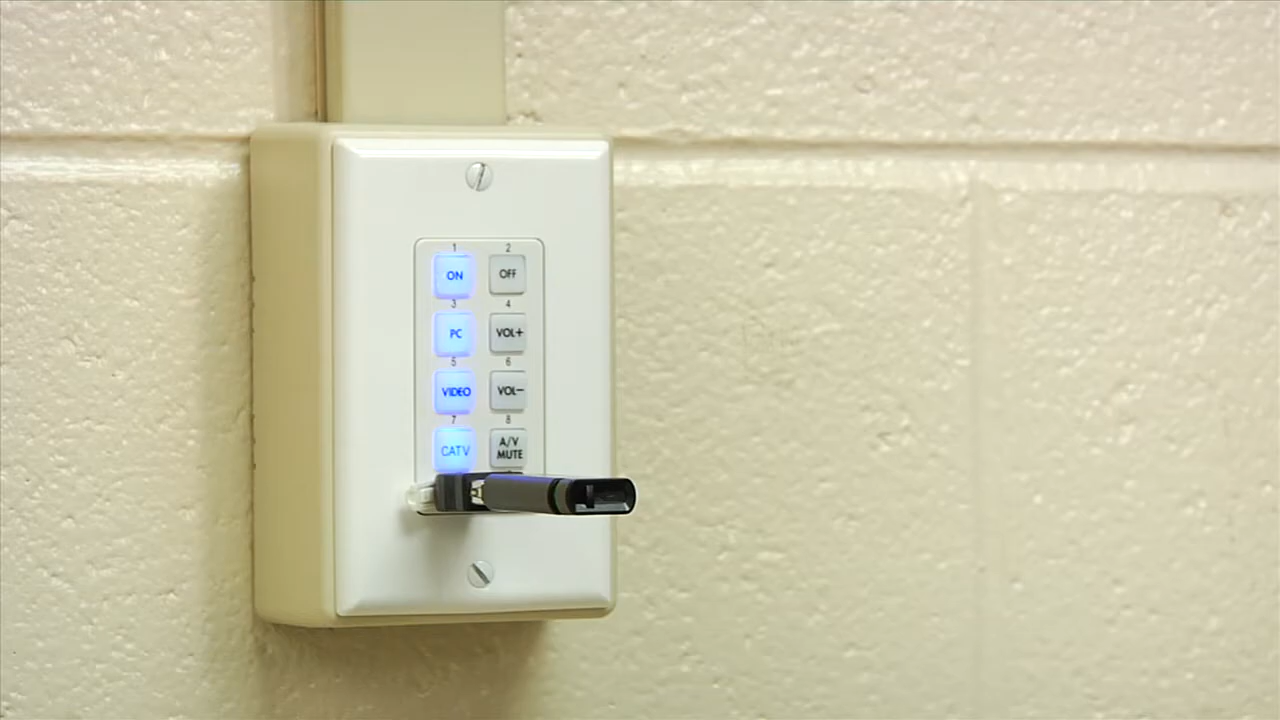 1 2
ON OFF
3 4
PC VOL+
5 6
VIDEO VOL−
7 8
CATV A/V
MUTE